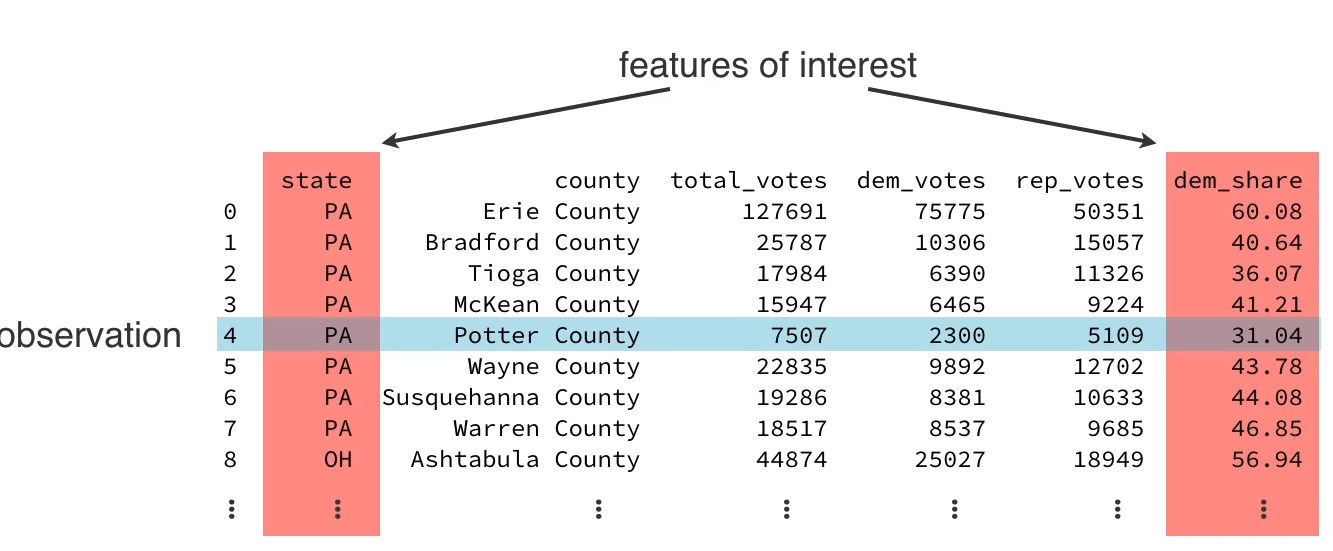 features of interest
state county total_votes dem_votes rep_votes dem_share
0 PA Erie County 127691 75775 50351 60.08
1 PA Bradford County 25787 10306 15057 40.64
2 PA Tioga County 17984 6390 11326 36.07
3 PA McKean County 15947 6465 9224 41.21
observation 4 PA Potter County 7507 2300 5109 31.04
5 PA Wayne County 22835 9892 12702 43.78
6 PA Susquehanna County 19286 8381 10633 44.08
7 PA Warren County 18517 8537 9685 46.85
8 OH Ashtabula County 44874 25027 18949 56.94
⋮ ⋮ ⋮ ⋮ ⋮ ⋮ ⋮